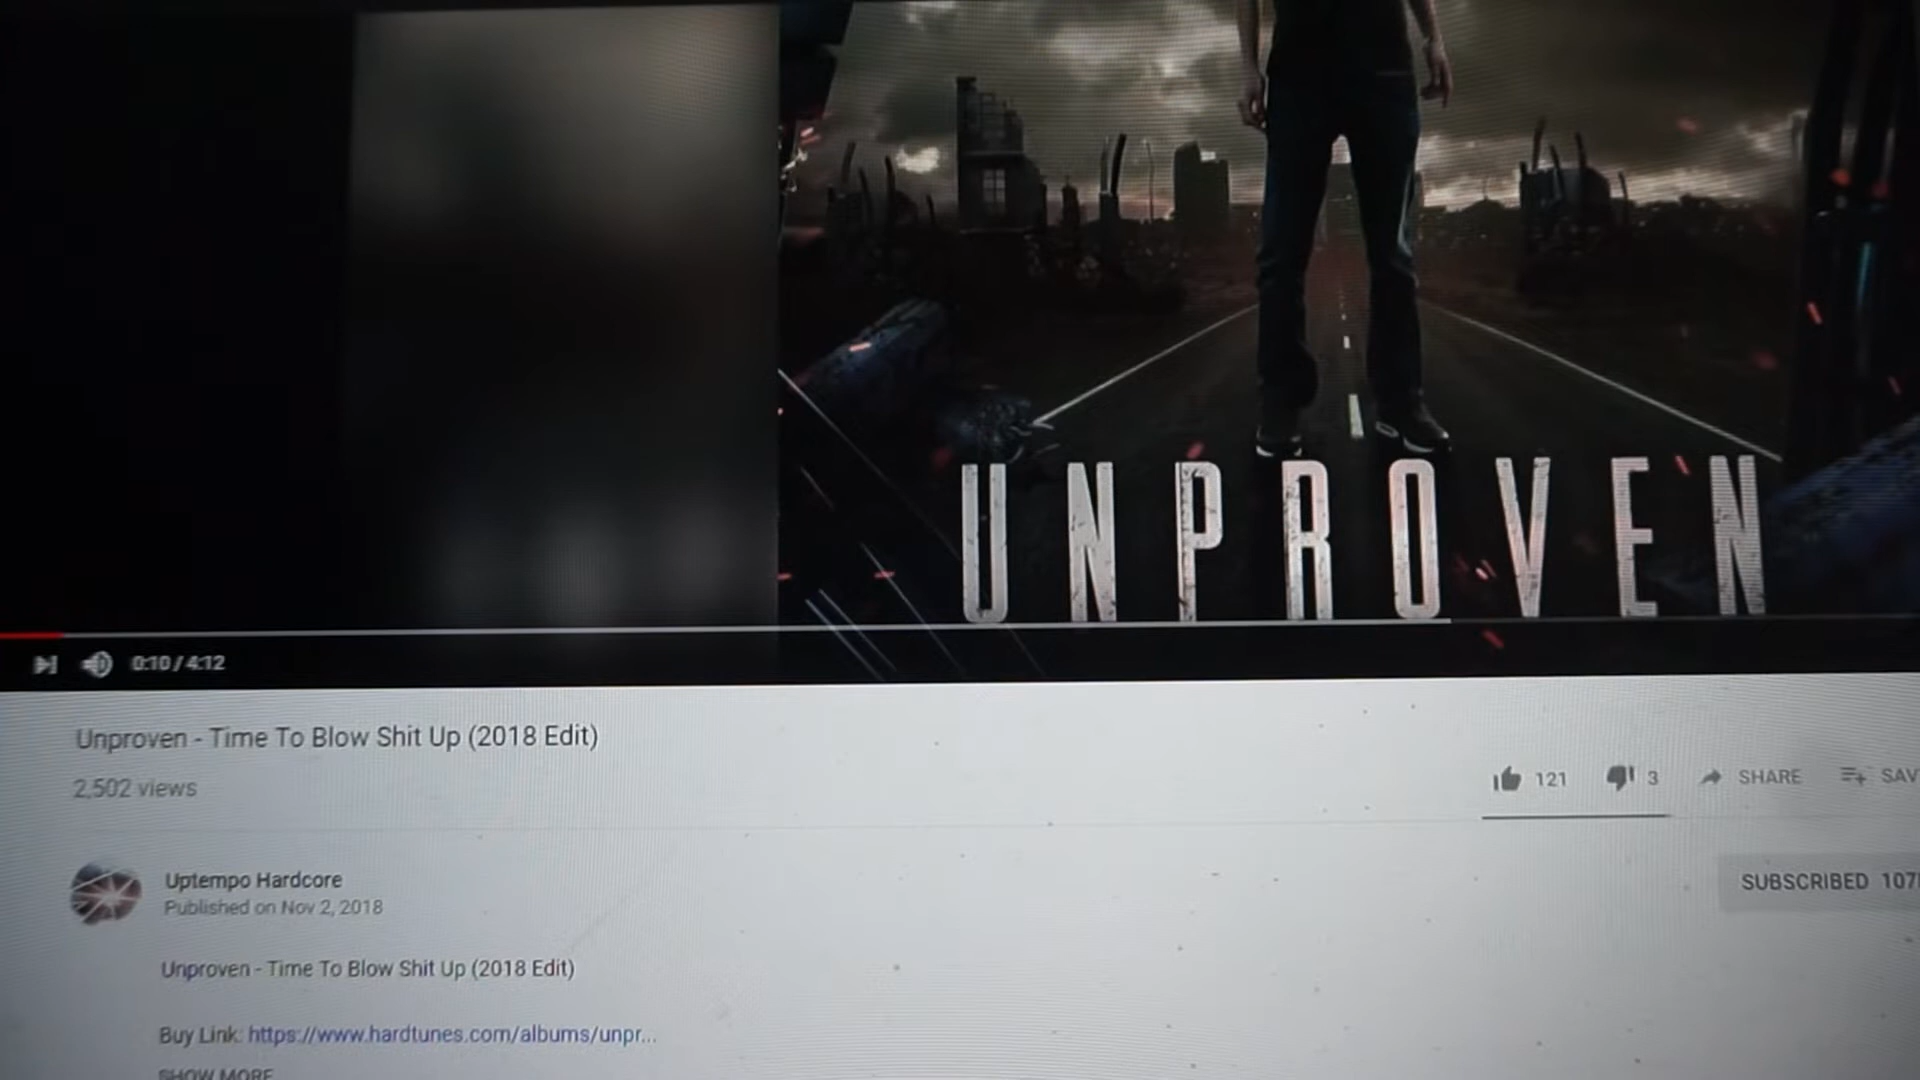 UNPROVEN
0:10 / 4:12
Unproven - Time To Blow Shit Up (2018 Edit)
2,502 views
121 3 SHARE
Uptempo Hardcore
SUBSCRIBED
Published on Nov 2, 2018
Unproven - Time To Blow Shit Up (2018 Edit)
Buy Link: https://www.hardtunes.com/albums/unpr...
SHOW MORE